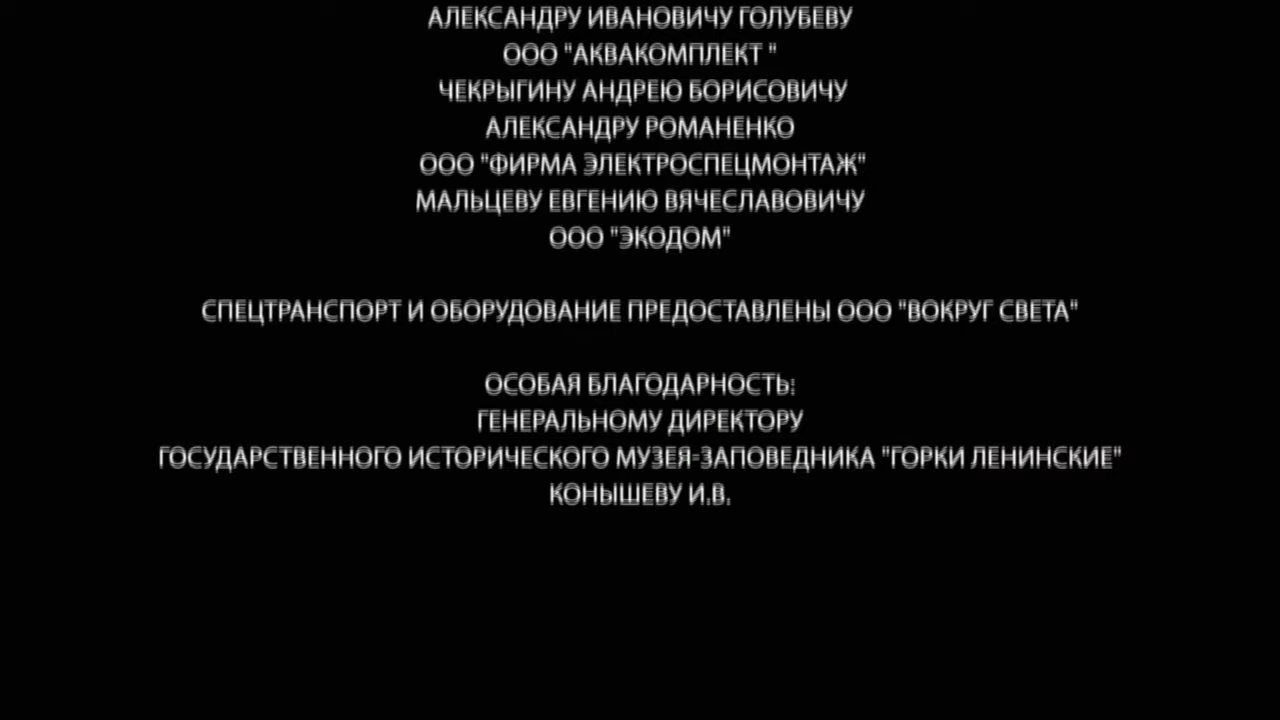 АЛЕКСАНДРУ ИВАНОВИЧУ ГОЛУБЕВУ
ООО "АКВАКОМПЛЕКТ "
ЧЕКРЫГИНУ АНДРЕЮ БОРИСОВИЧУ
АЛЕКСАНДРУ РОМАНЕНКО
ООО "ФИРМА ЭЛЕКТРОСПЕЦМОНТАЖ"
МАЛЬЦЕВУ ЕВГЕНИЮ ВЯЧЕСЛАВОВИЧУ
ООО "ЭКОДОМ"
СПЕЦТРАНСПОРТ И ОБОРУДОВАНИЕ ПРЕДОСТАВЛЕНЫ ООО "ВОКРУГ СВЕТА"
ОСОБАЯ БЛАГОДАРНОСТЬ:
ГЕНЕРАЛЬНОМУ ДИРЕКТОРУ
ГОСУДАРСТВЕННОГО ИСТОРИЧЕСКОГО МУЗЕЯ-ЗАПОВЕДНИКА "ГОРКИ ЛЕНИНСКИЕ"
КОНЫШЕВУ И.В.